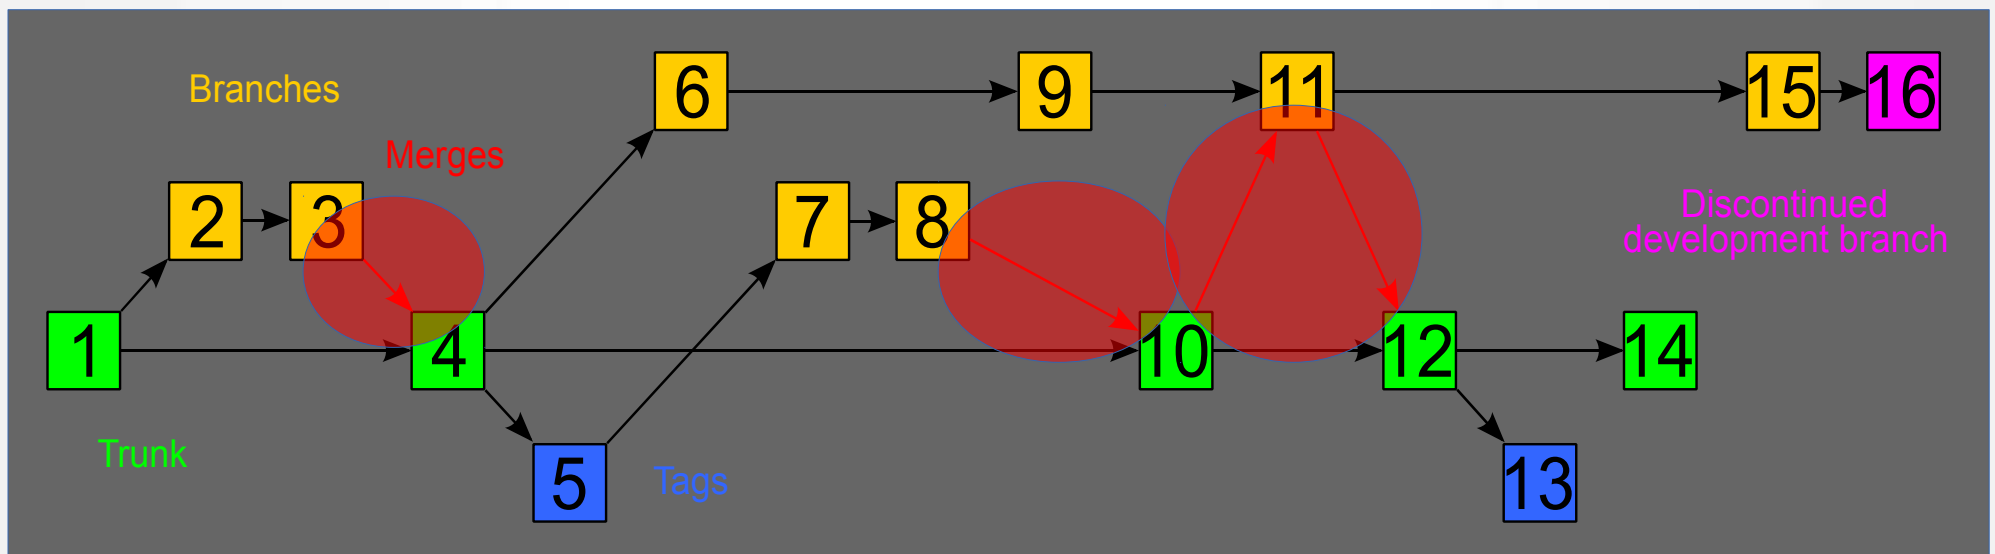 6
9
11
15
16
Branches
Merges
2
3
7
8
Discontinued
development branch
1
4
10
12
14
Trunk
5
Tags
13